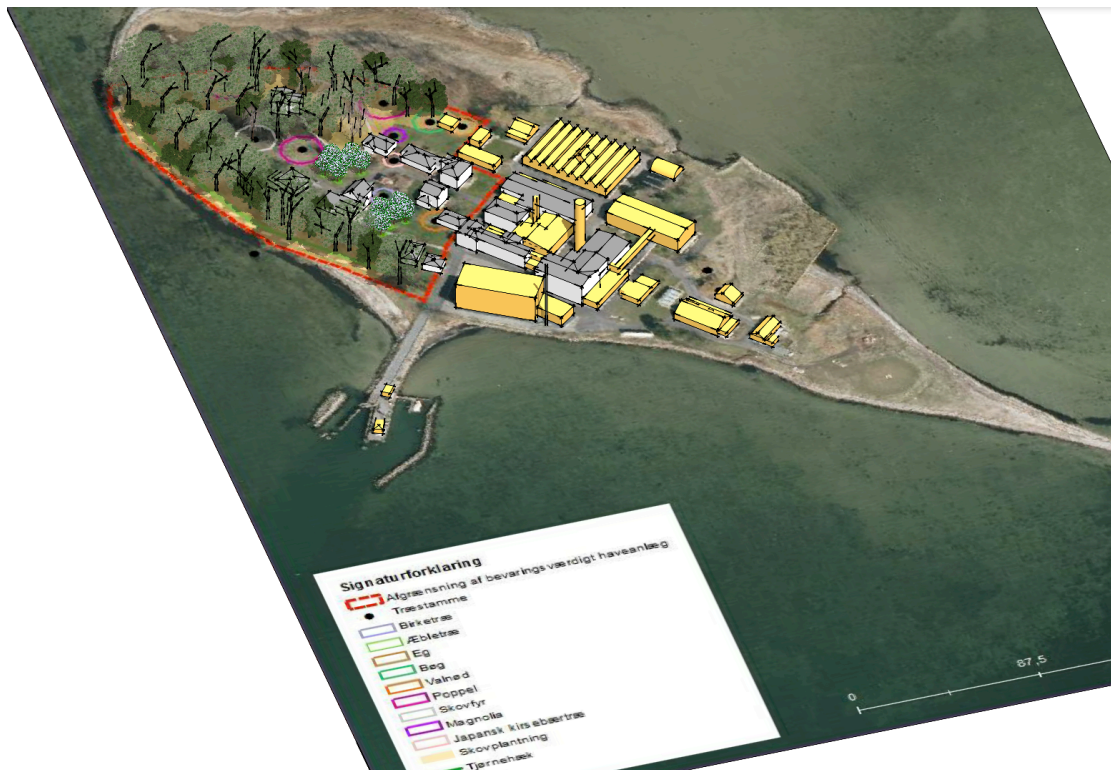 Signaturforklaring
Afgrænsning af bevaringsværdigt haveanlæg
Træstamme
Birketræ
Æbletræ
Eg
Bøg
Valnød
Poppel
Skovfyr
Magnolia
Japansk kirsebærtræ
Skovplantning
Tjørnehæk
0
87,5